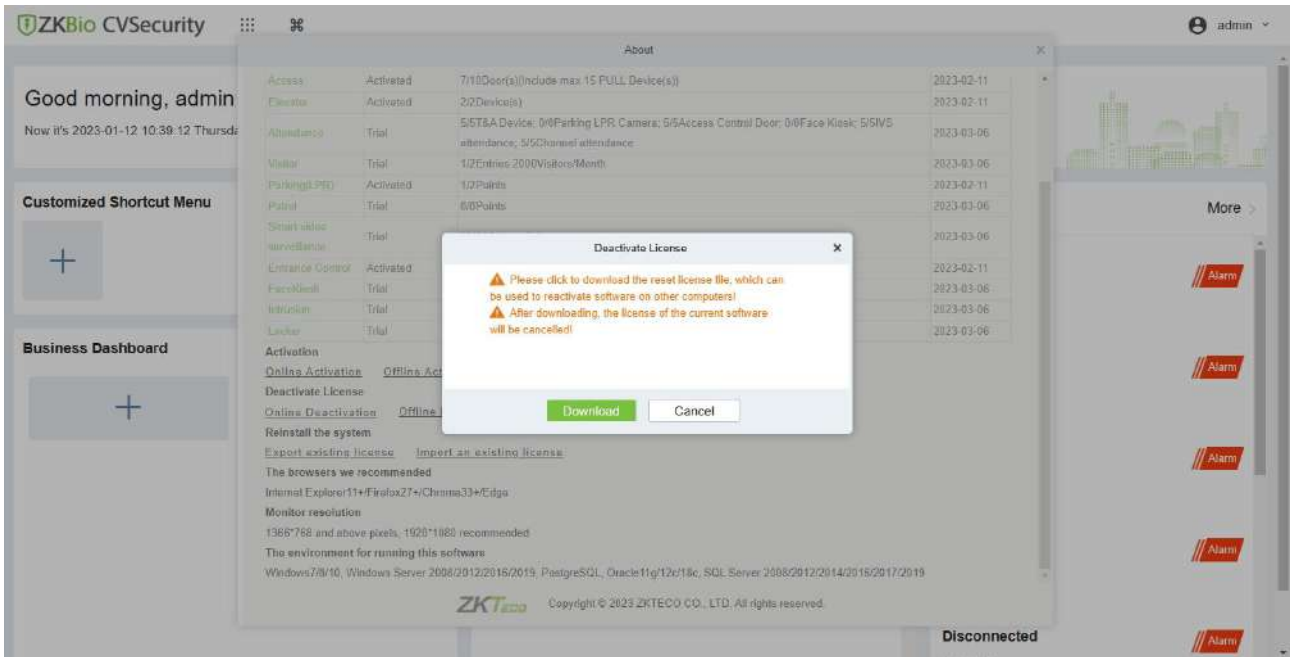 ZKBio CVSecurity
admin
About
Good morning, admin
Now it's 2023-01-12 10:39:12 Thursda
Customized Shortcut Menu
Business Dashboard
Access Activated 7/10Door(s)(Include max 15 PULL Device(s)) 2023-02-11
Elevator Activated 2/2Device(s) 2023-02-11
Attendance Trial 5/5T&A Device; 0/0Parking LPR Camera; 5/5Access Control Door; 0/0Face Kiosk; 5/5IVS
attendance; 5/5Channel attendance 2023-03-06
Visitor Trial 1/2Entries 2000Visitors/Month 2023-03-06
Parking(LPR) Activated 1/2Points 2023-02-11
Patrol Trial 8/8Points 2023-03-06
Smart video
surveillance Trial 2023-03-06
Entrance Control Activated 2023-02-11
FaceKiosk Trial 2023-03-06
Intrusion Trial 2023-03-06
Locker Trial 2023-03-06
Activation
Online Activation Offline Act
Deactivate License
Online Deactivation Offline
Reinstall the system
Export existing license Import an existing license
The browsers we recommended
Internet Explorer11+/Firefox27+/Chrome33+/Edge
Monitor resolution
1366*768 and above pixels, 1920*1080 recommended
The environment for running this software
Windows7/8/10, Windows Server 2008/2012/2016/2019, PostgreSQL, Oracle11g/12c/18c, SQL Server 2008/2012/2014/2016/2017/2019
ZKTeco Copyright © 2023 ZKTECO CO., LTD. All rights reserved.
Deactivate License
Please click to download the reset license file, which can
be used to reactivate software on other computers!
After downloading, the license of the current software
will be cancelled!
Download Cancel
More
Alarm
Alarm
Alarm
Alarm
Disconnected
Alarm